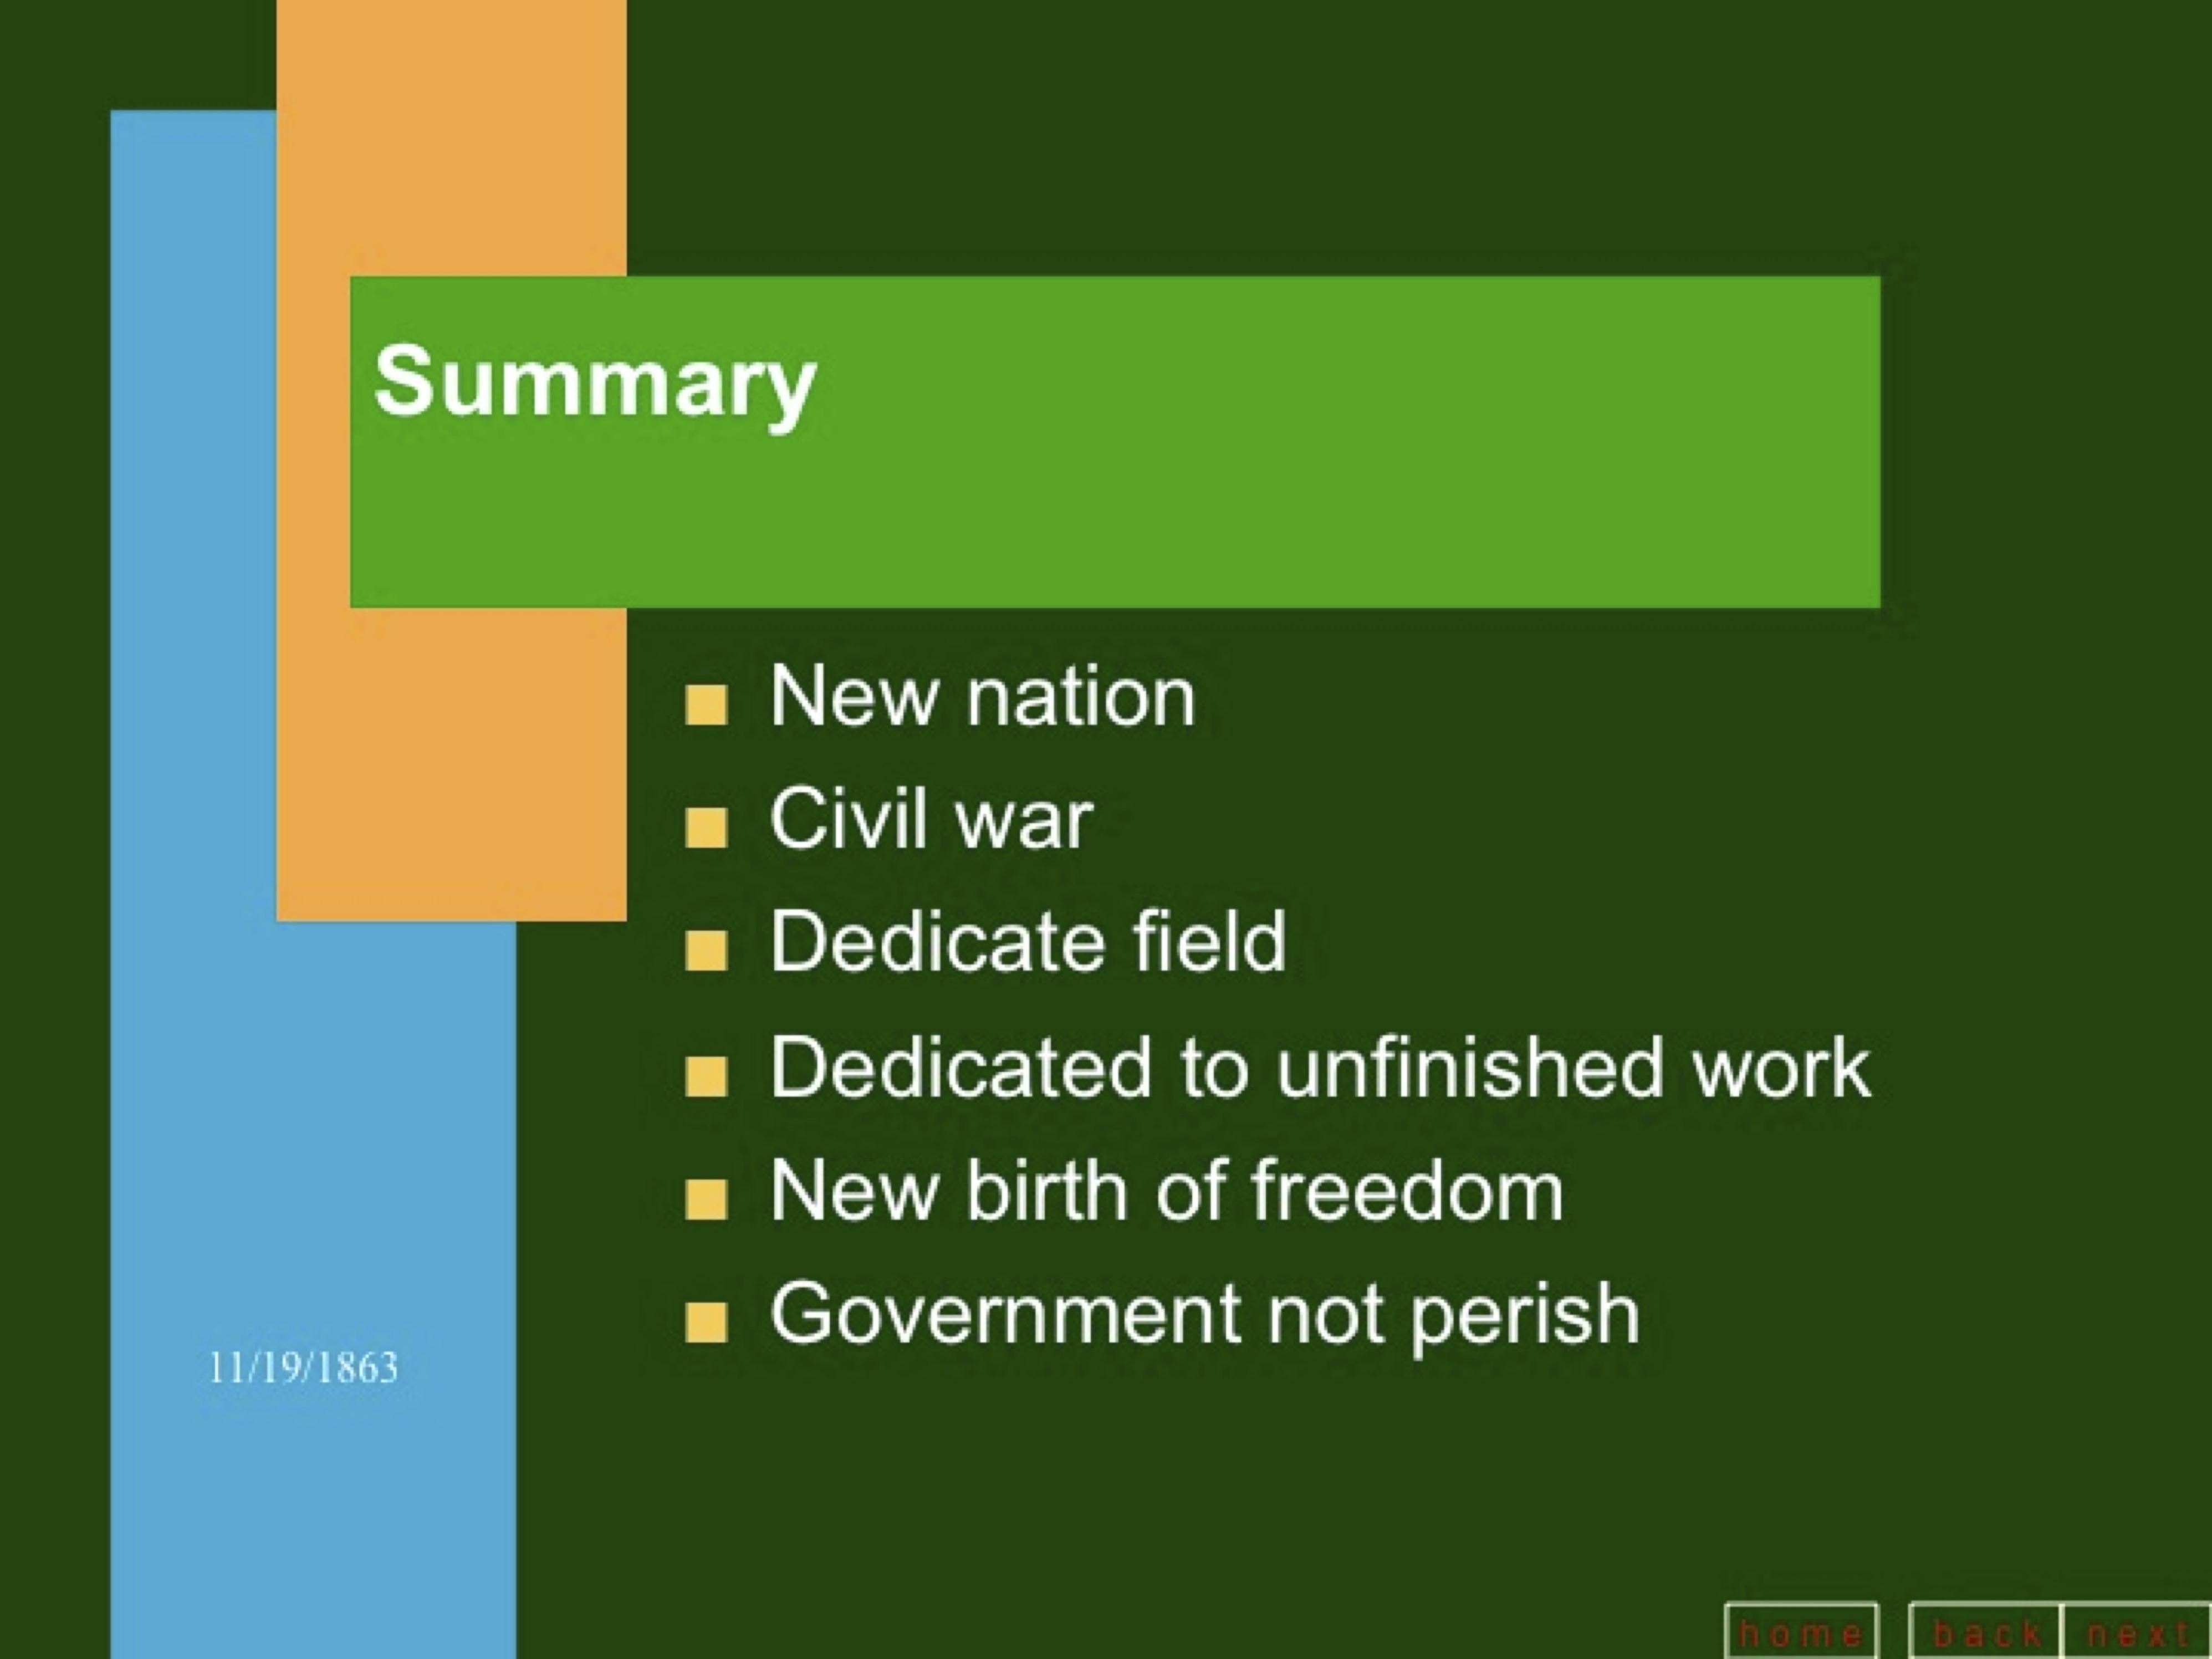 Summary
New nation
Civil war
Dedicate field
Dedicated to unfinished work
New birth of freedom
Government not perish
11/19/1863
home back next